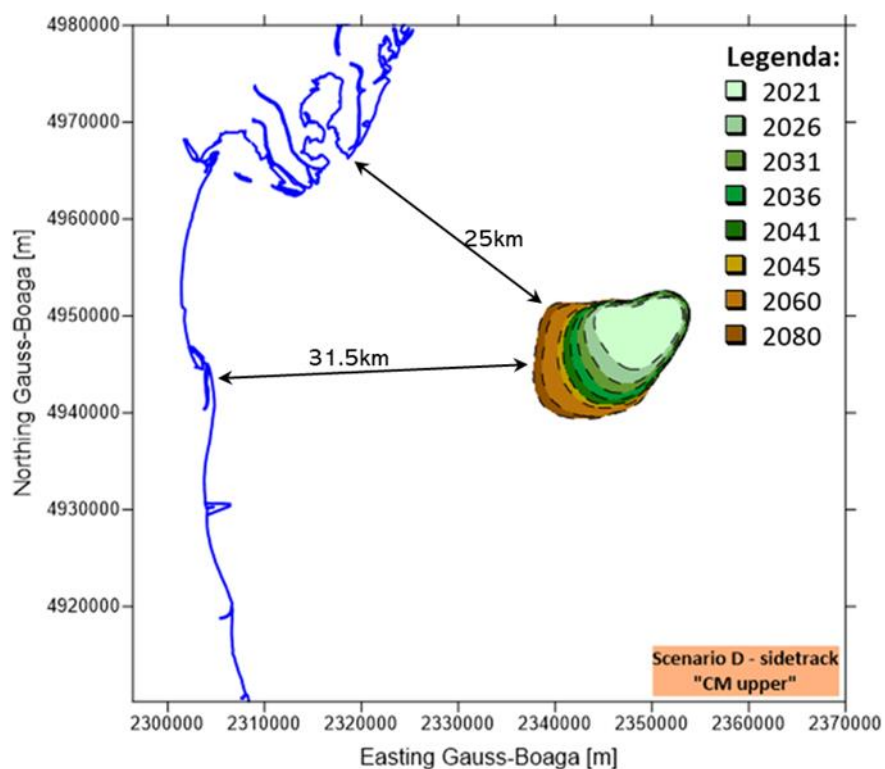 4980000
4970000
4960000
4950000
4940000
4930000
4920000
Northing Gauss-Boaga [m]
Legenda:
2021
2026
2031
2036
2041
2045
2060
2080
25km
31.5km
Scenario D - sidetrack
"CM upper"
2300000 2310000 2320000 2330000 2340000 2350000 2360000 2370000
Easting Gauss-Boaga [m]